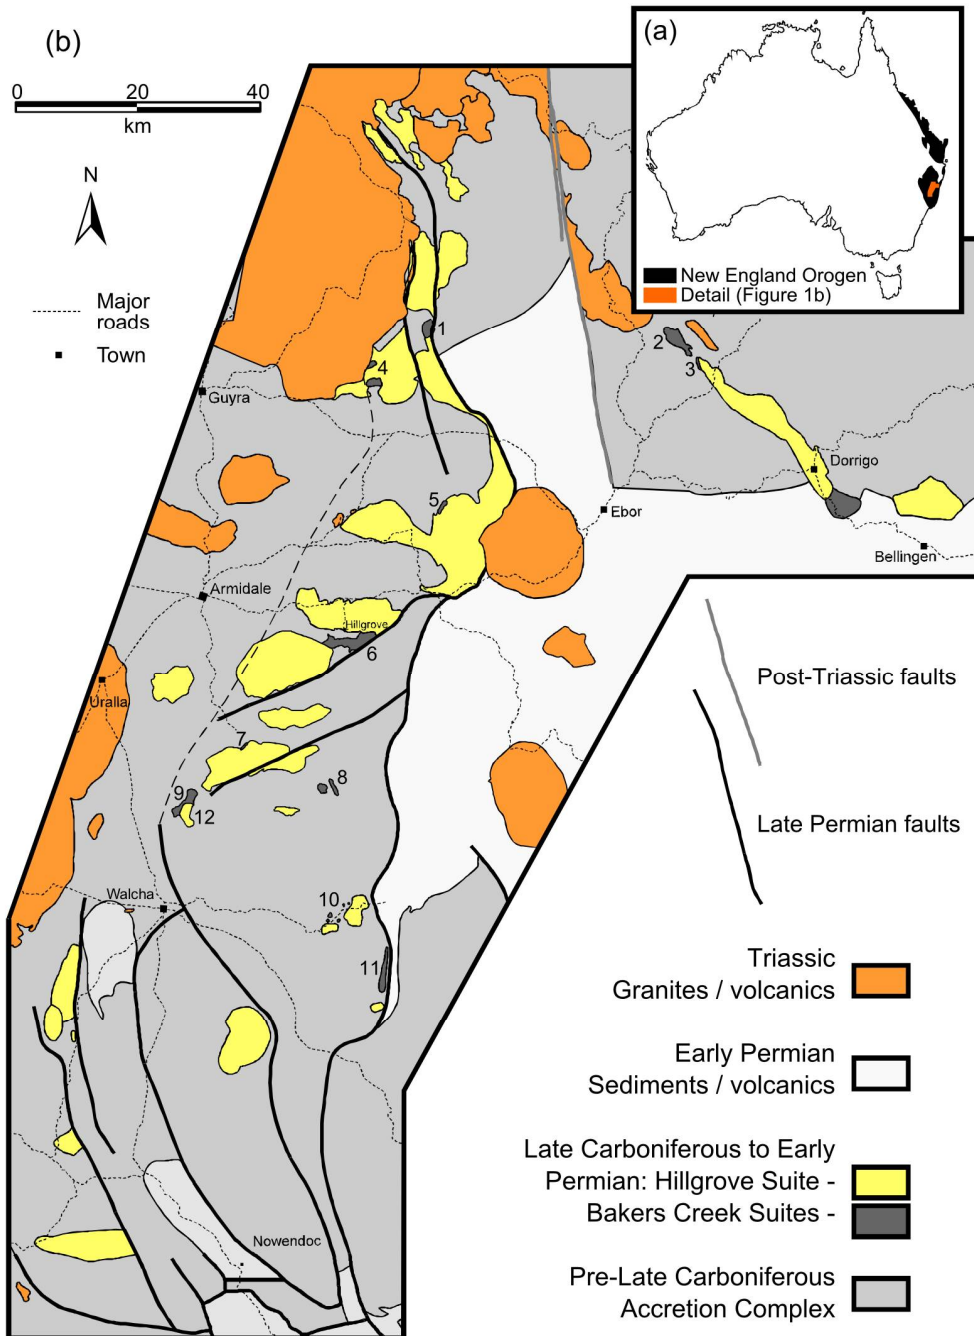 (b)
(a)
0 20 40
km
N
Major
roads
Town
New England Orogen
Detail (Figure 1b)
1
2
3
4
Guyra
Dorrigo
5
Ebor
Bellingen
Armidale
Hillgrove
6
Uralla
Post-Triassic faults
7
8
9
12
Late Permian faults
Walcha
10
11
Triassic
Granites / volcanics
Early Permian
Sediments / volcanics
Late Carboniferous to Early
Permian: Hillgrove Suite -
Bakers Creek Suites -
Nowendoc
Pre-Late Carboniferous
Accretion Complex